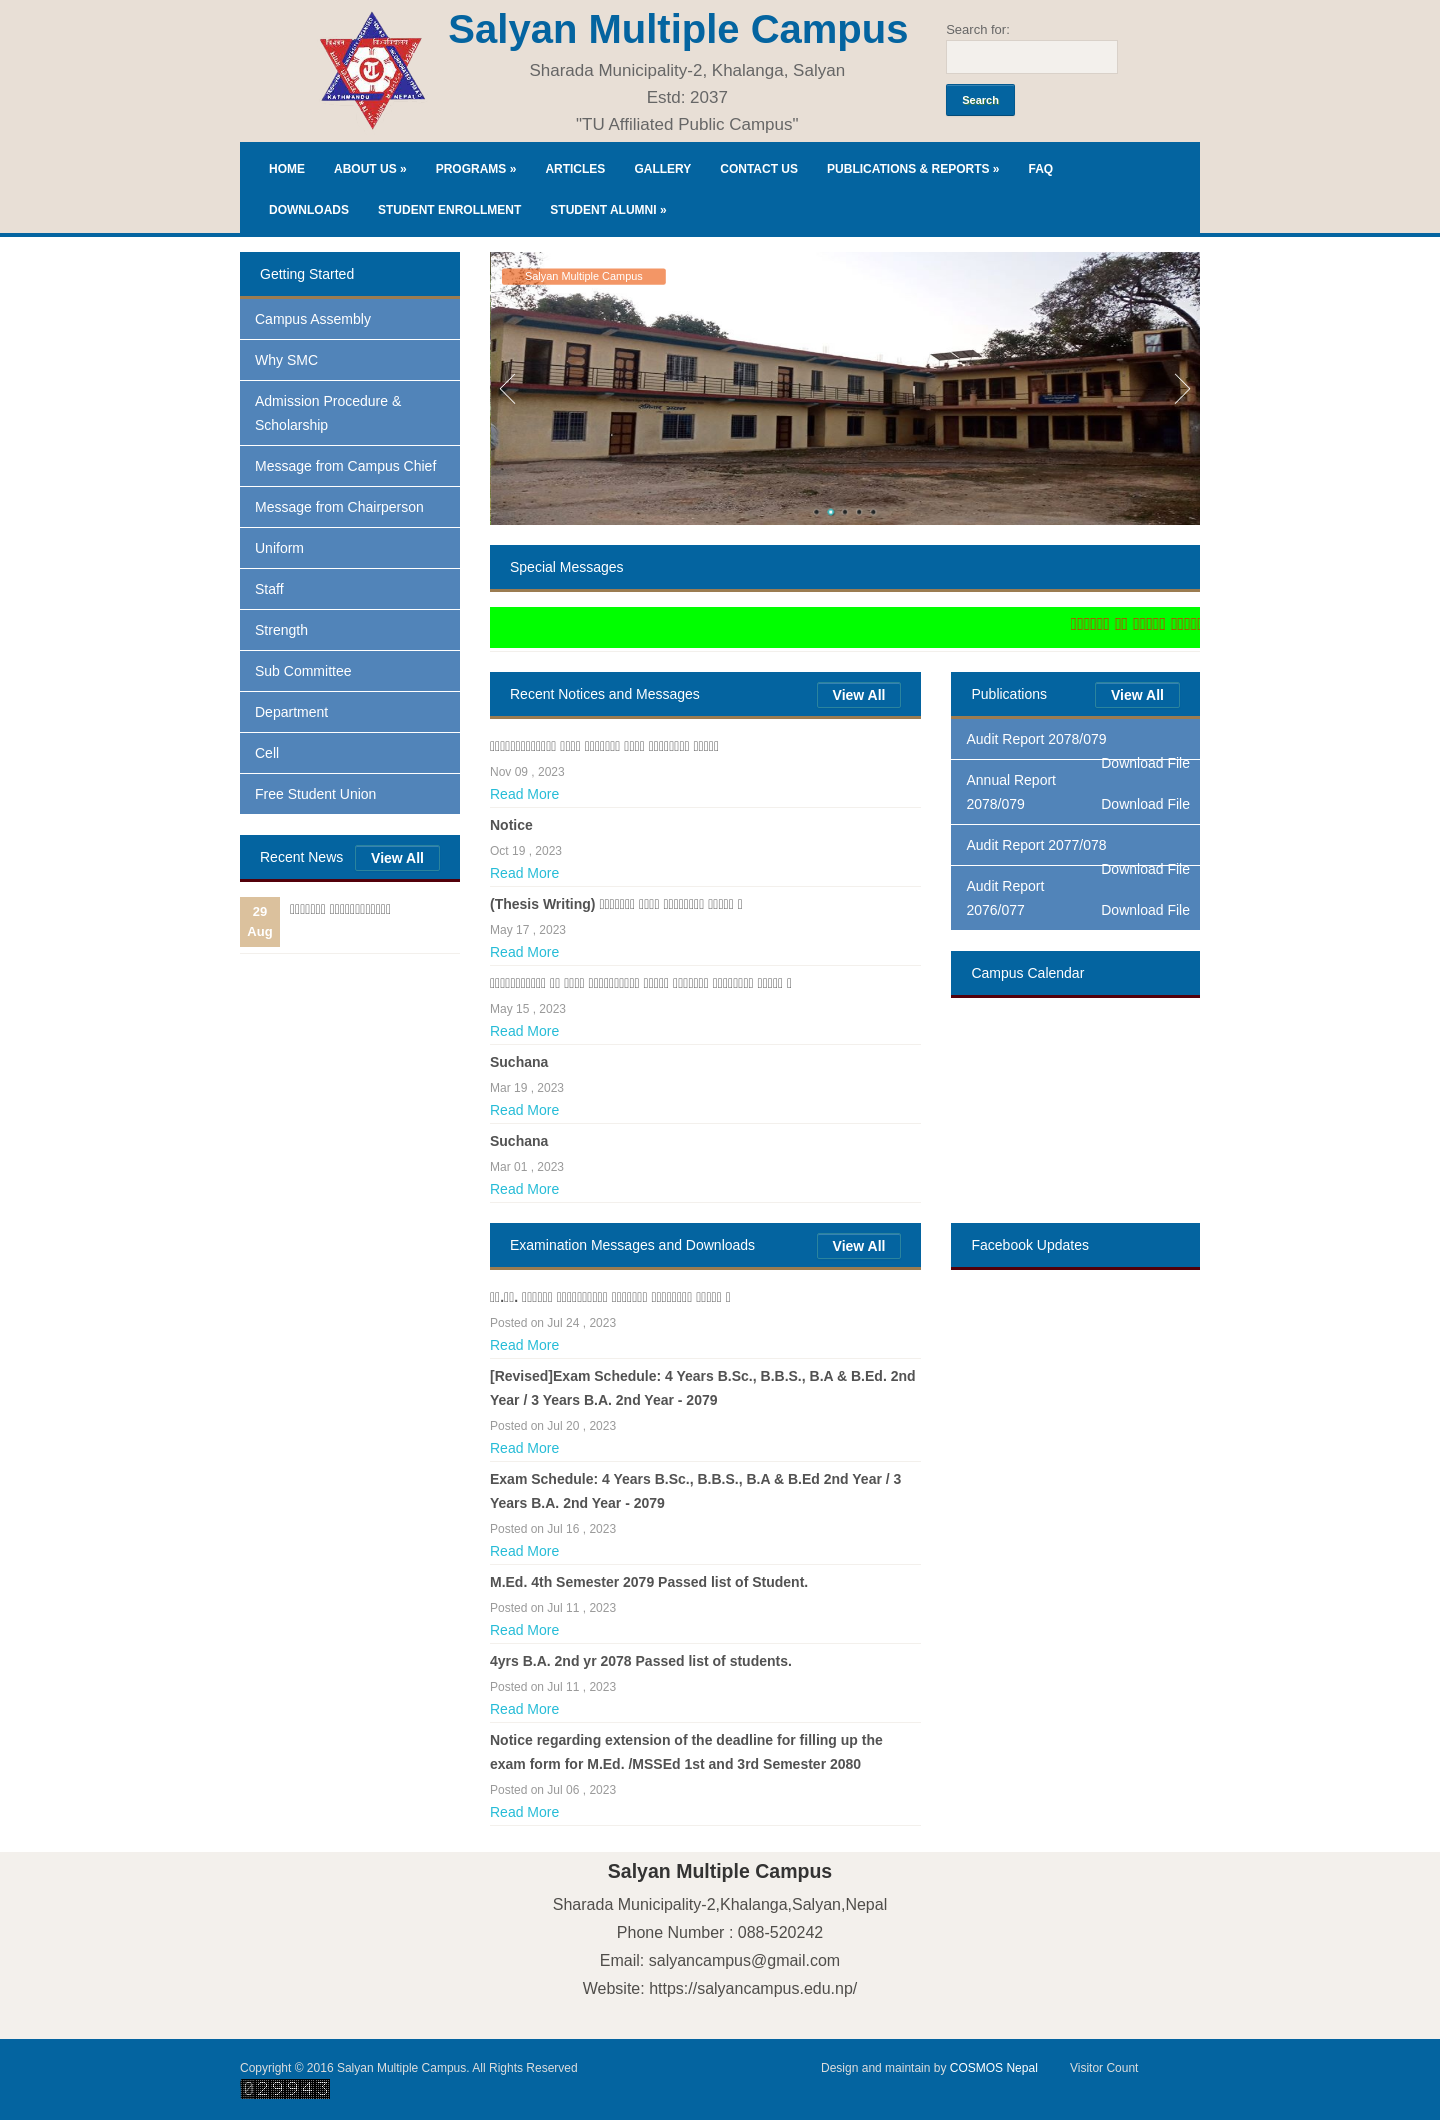 Salyan Multiple Campus
Sharada Municipality-2, Khalanga, Salyan
Estd: 2037
"TU Affiliated Public Campus"
Search for:
Search
KATHMANDU NEPAL
HOME ABOUT US » PROGRAMS » ARTICLES GALLERY CONTACT US PUBLICATIONS & REPORTS » FAQ
DOWNLOADS STUDENT ENROLLMENT STUDENT ALUMNI »
Getting Started
Campus Assembly
Why SMC
Admission Procedure &
Scholarship
Message from Campus Chief
Message from Chairperson
Uniform
Staff
Strength
Sub Committee
Department
Cell
Free Student Union
Recent News View All
29
Aug
Salyan Multiple Campus
Special Messages
Recent Notices and Messages View All
Nov 09 , 2023
Read More
Notice
Oct 19 , 2023
Read More
(Thesis Writing)
May 17 , 2023
Read More
May 15 , 2023
Read More
Suchana
Mar 19 , 2023
Read More
Suchana
Mar 01 , 2023
Read More
Publications View All
Audit Report 2078/079
Download File
Annual Report
2078/079 Download File
Audit Report 2077/078
Download File
Audit Report
2076/077 Download File
Campus Calendar
Examination Messages and Downloads View All
Posted on Jul 24 , 2023
Read More
[Revised]Exam Schedule: 4 Years B.Sc., B.B.S., B.A & B.Ed. 2nd
Year / 3 Years B.A. 2nd Year - 2079
Posted on Jul 20 , 2023
Read More
Exam Schedule: 4 Years B.Sc., B.B.S., B.A & B.Ed 2nd Year / 3
Years B.A. 2nd Year - 2079
Posted on Jul 16 , 2023
Read More
M.Ed. 4th Semester 2079 Passed list of Student.
Posted on Jul 11 , 2023
Read More
4yrs B.A. 2nd yr 2078 Passed list of students.
Posted on Jul 11 , 2023
Read More
Notice regarding extension of the deadline for filling up the
exam form for M.Ed. /MSSEd 1st and 3rd Semester 2080
Posted on Jul 06 , 2023
Read More
Facebook Updates
Salyan Multiple Campus
Sharada Municipality-2,Khalanga,Salyan,Nepal
Phone Number : 088-520242
Email: salyancampus@gmail.com
Website: https://salyancampus.edu.np/
Copyright © 2016 Salyan Multiple Campus. All Rights Reserved
Design and maintain by COSMOS Nepal
Visitor Count
029943